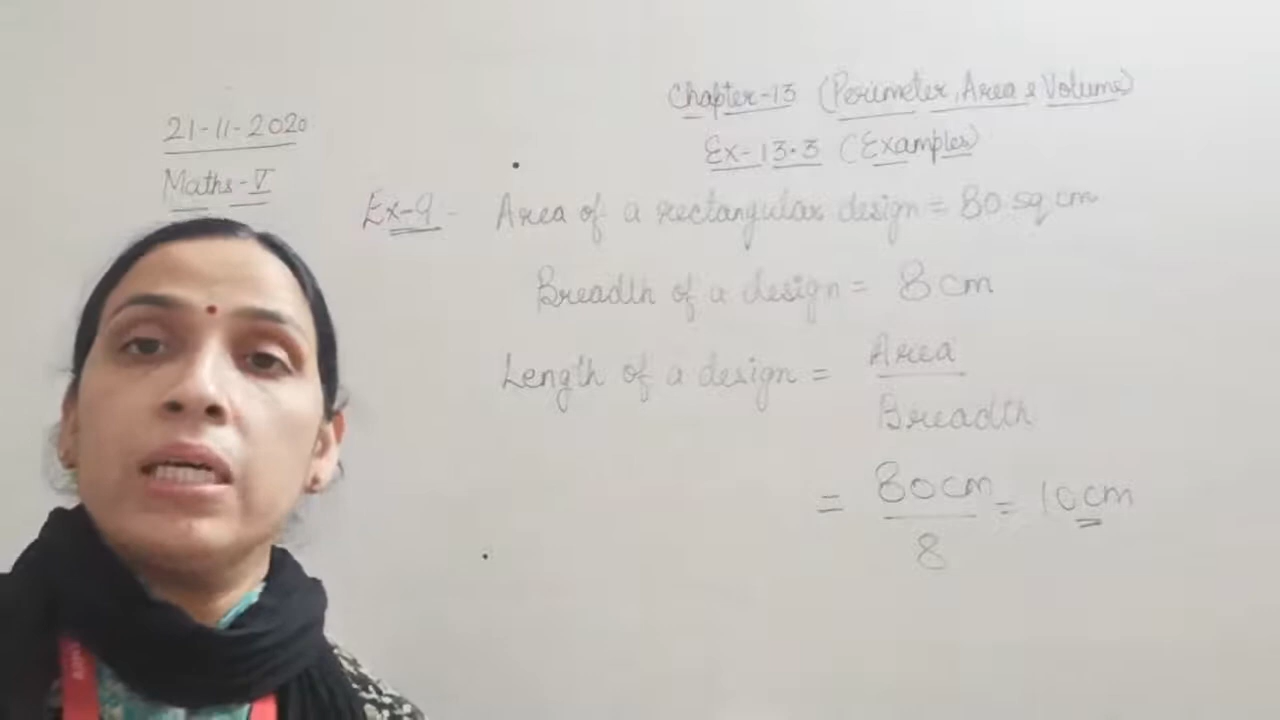 21-11-2020
Maths-V
Chapter-13 (Perimeter, Area & Volume)
Ex-13.3 (Examples)
Ex-9- Area of a rectangular design = 80 sq cm
Breadth of a design = 8 cm
Length of a design = Area
Breadth
= 80cm = 10cm
8